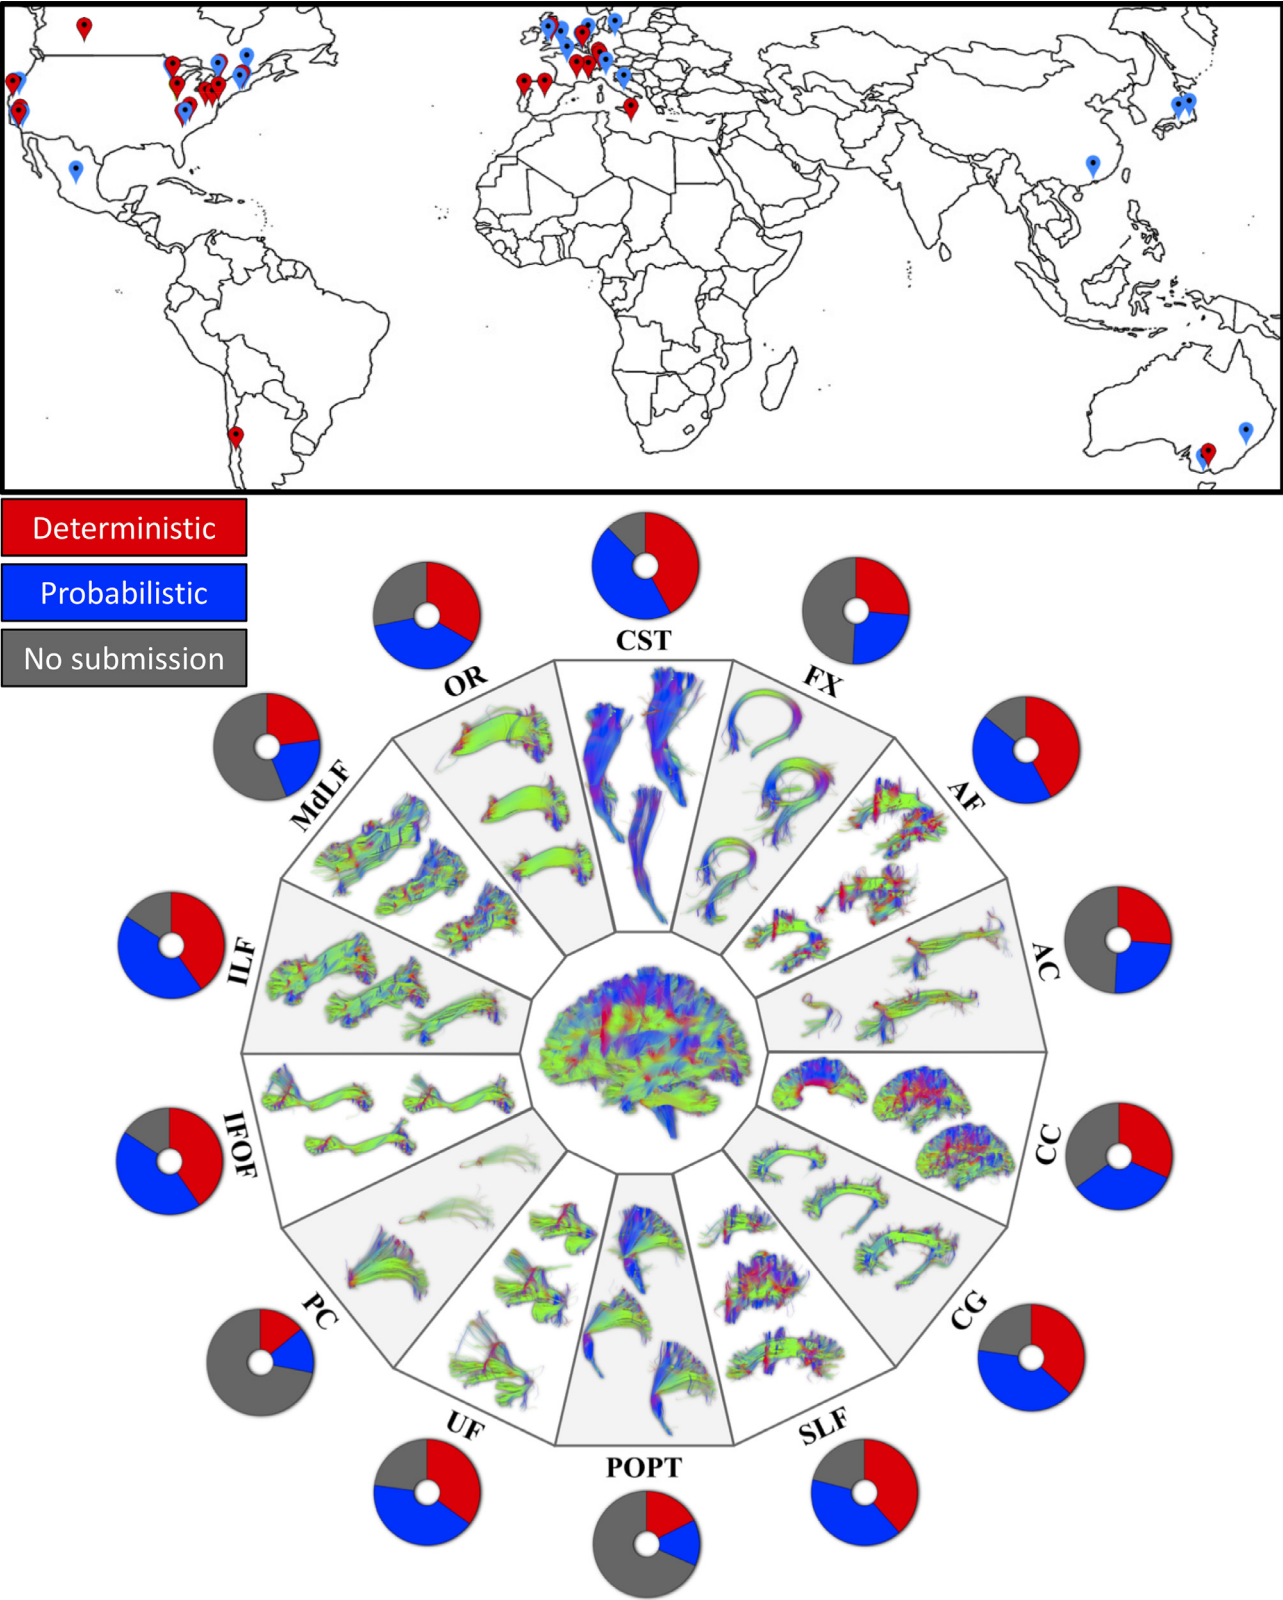 Deterministic
Probabilistic
No submission
CST
OR
FX
MdLF
AF
ILF
AC
IFOF
CC
PC
CG
UF
SLF
POPT